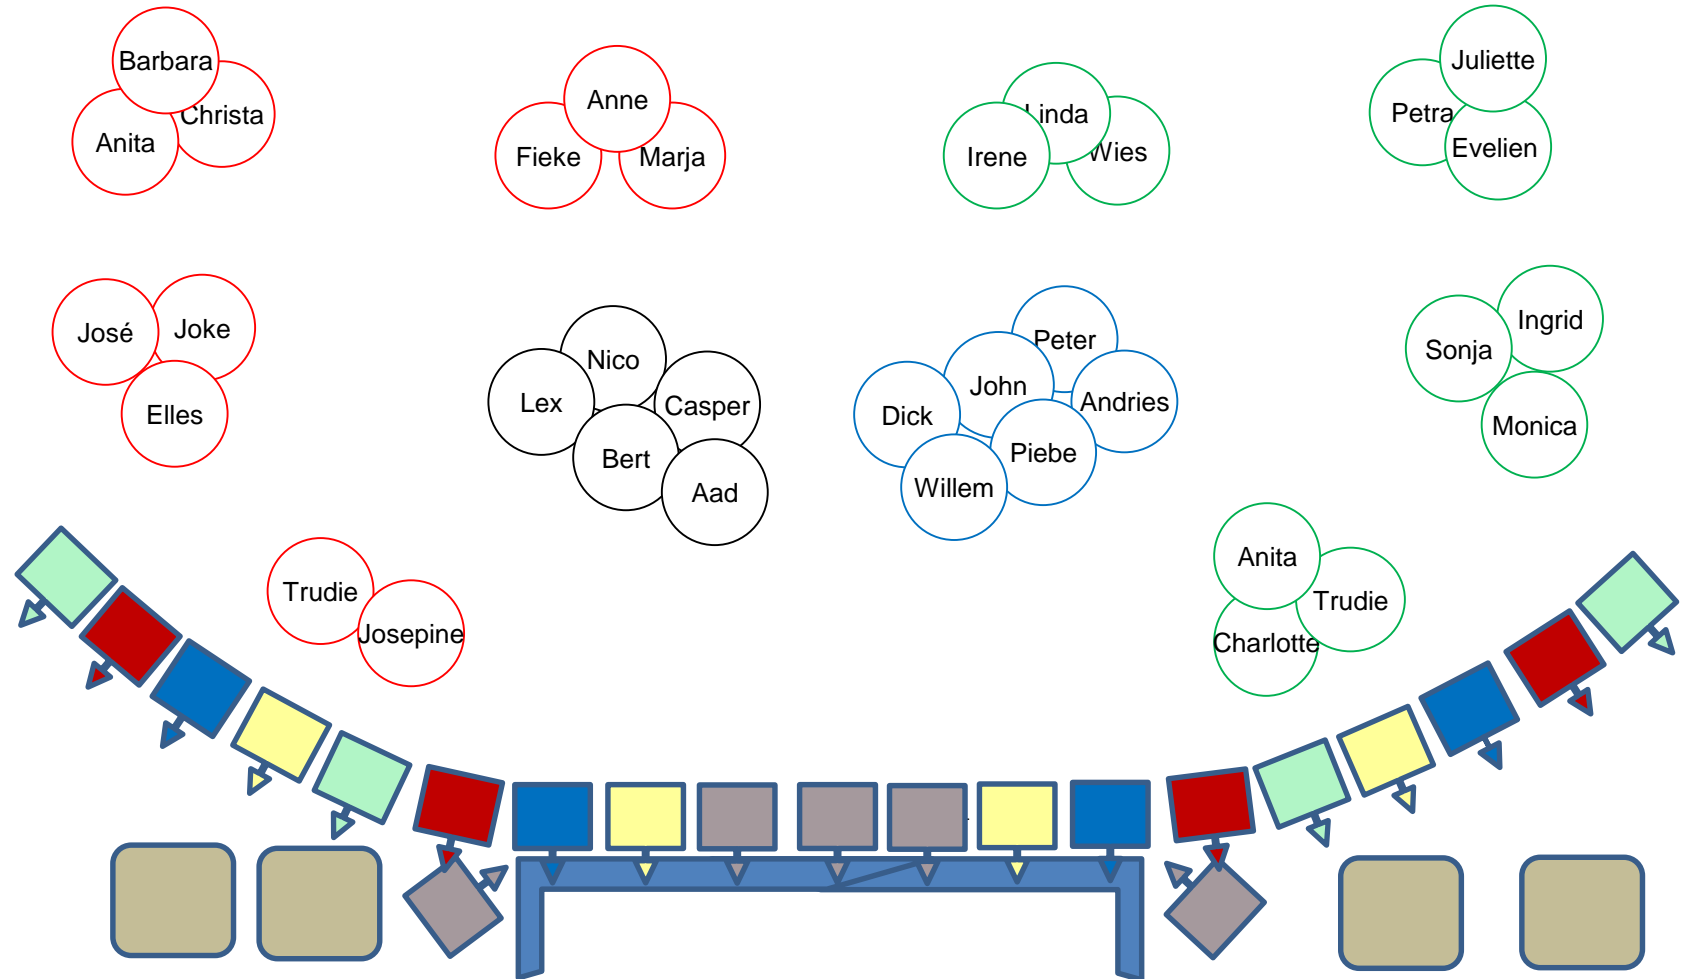 Barbara
Christa
Anita
Anne
Fieke
Marja
Linda
Irene
Wies
Juliette
Petra
Evelien
José
Joke
Elles
Nico
Lex
Casper
Bert
Aad
Peter
John
Andries
Dick
Piebe
Willem
Ingrid
Sonja
Monica
Trudie
Josepine
Anita
Trudie
Charlotte